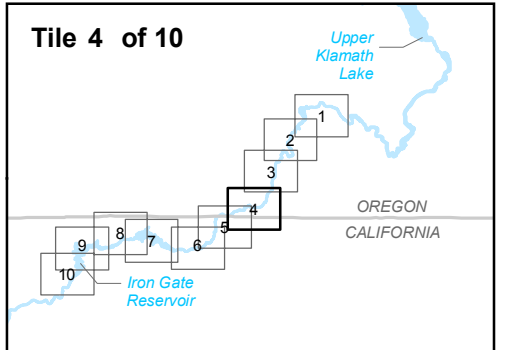 Tile 4 of 10
Upper
Klamath
Lake
1
2
3
4
OREGON
5
CALIFORNIA
8
7
9
6
10
Iron Gate
Reservoir